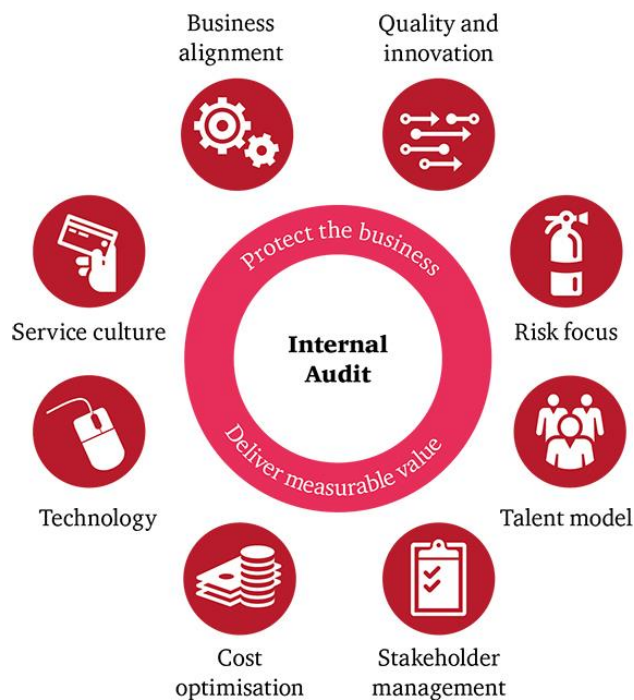 Business
alignment
Quality and
innovation
Protect the business
Service culture
Internal
Audit
Risk focus
Deliver measurable value
Technology
Talent model
Cost
optimisation
Stakeholder
management